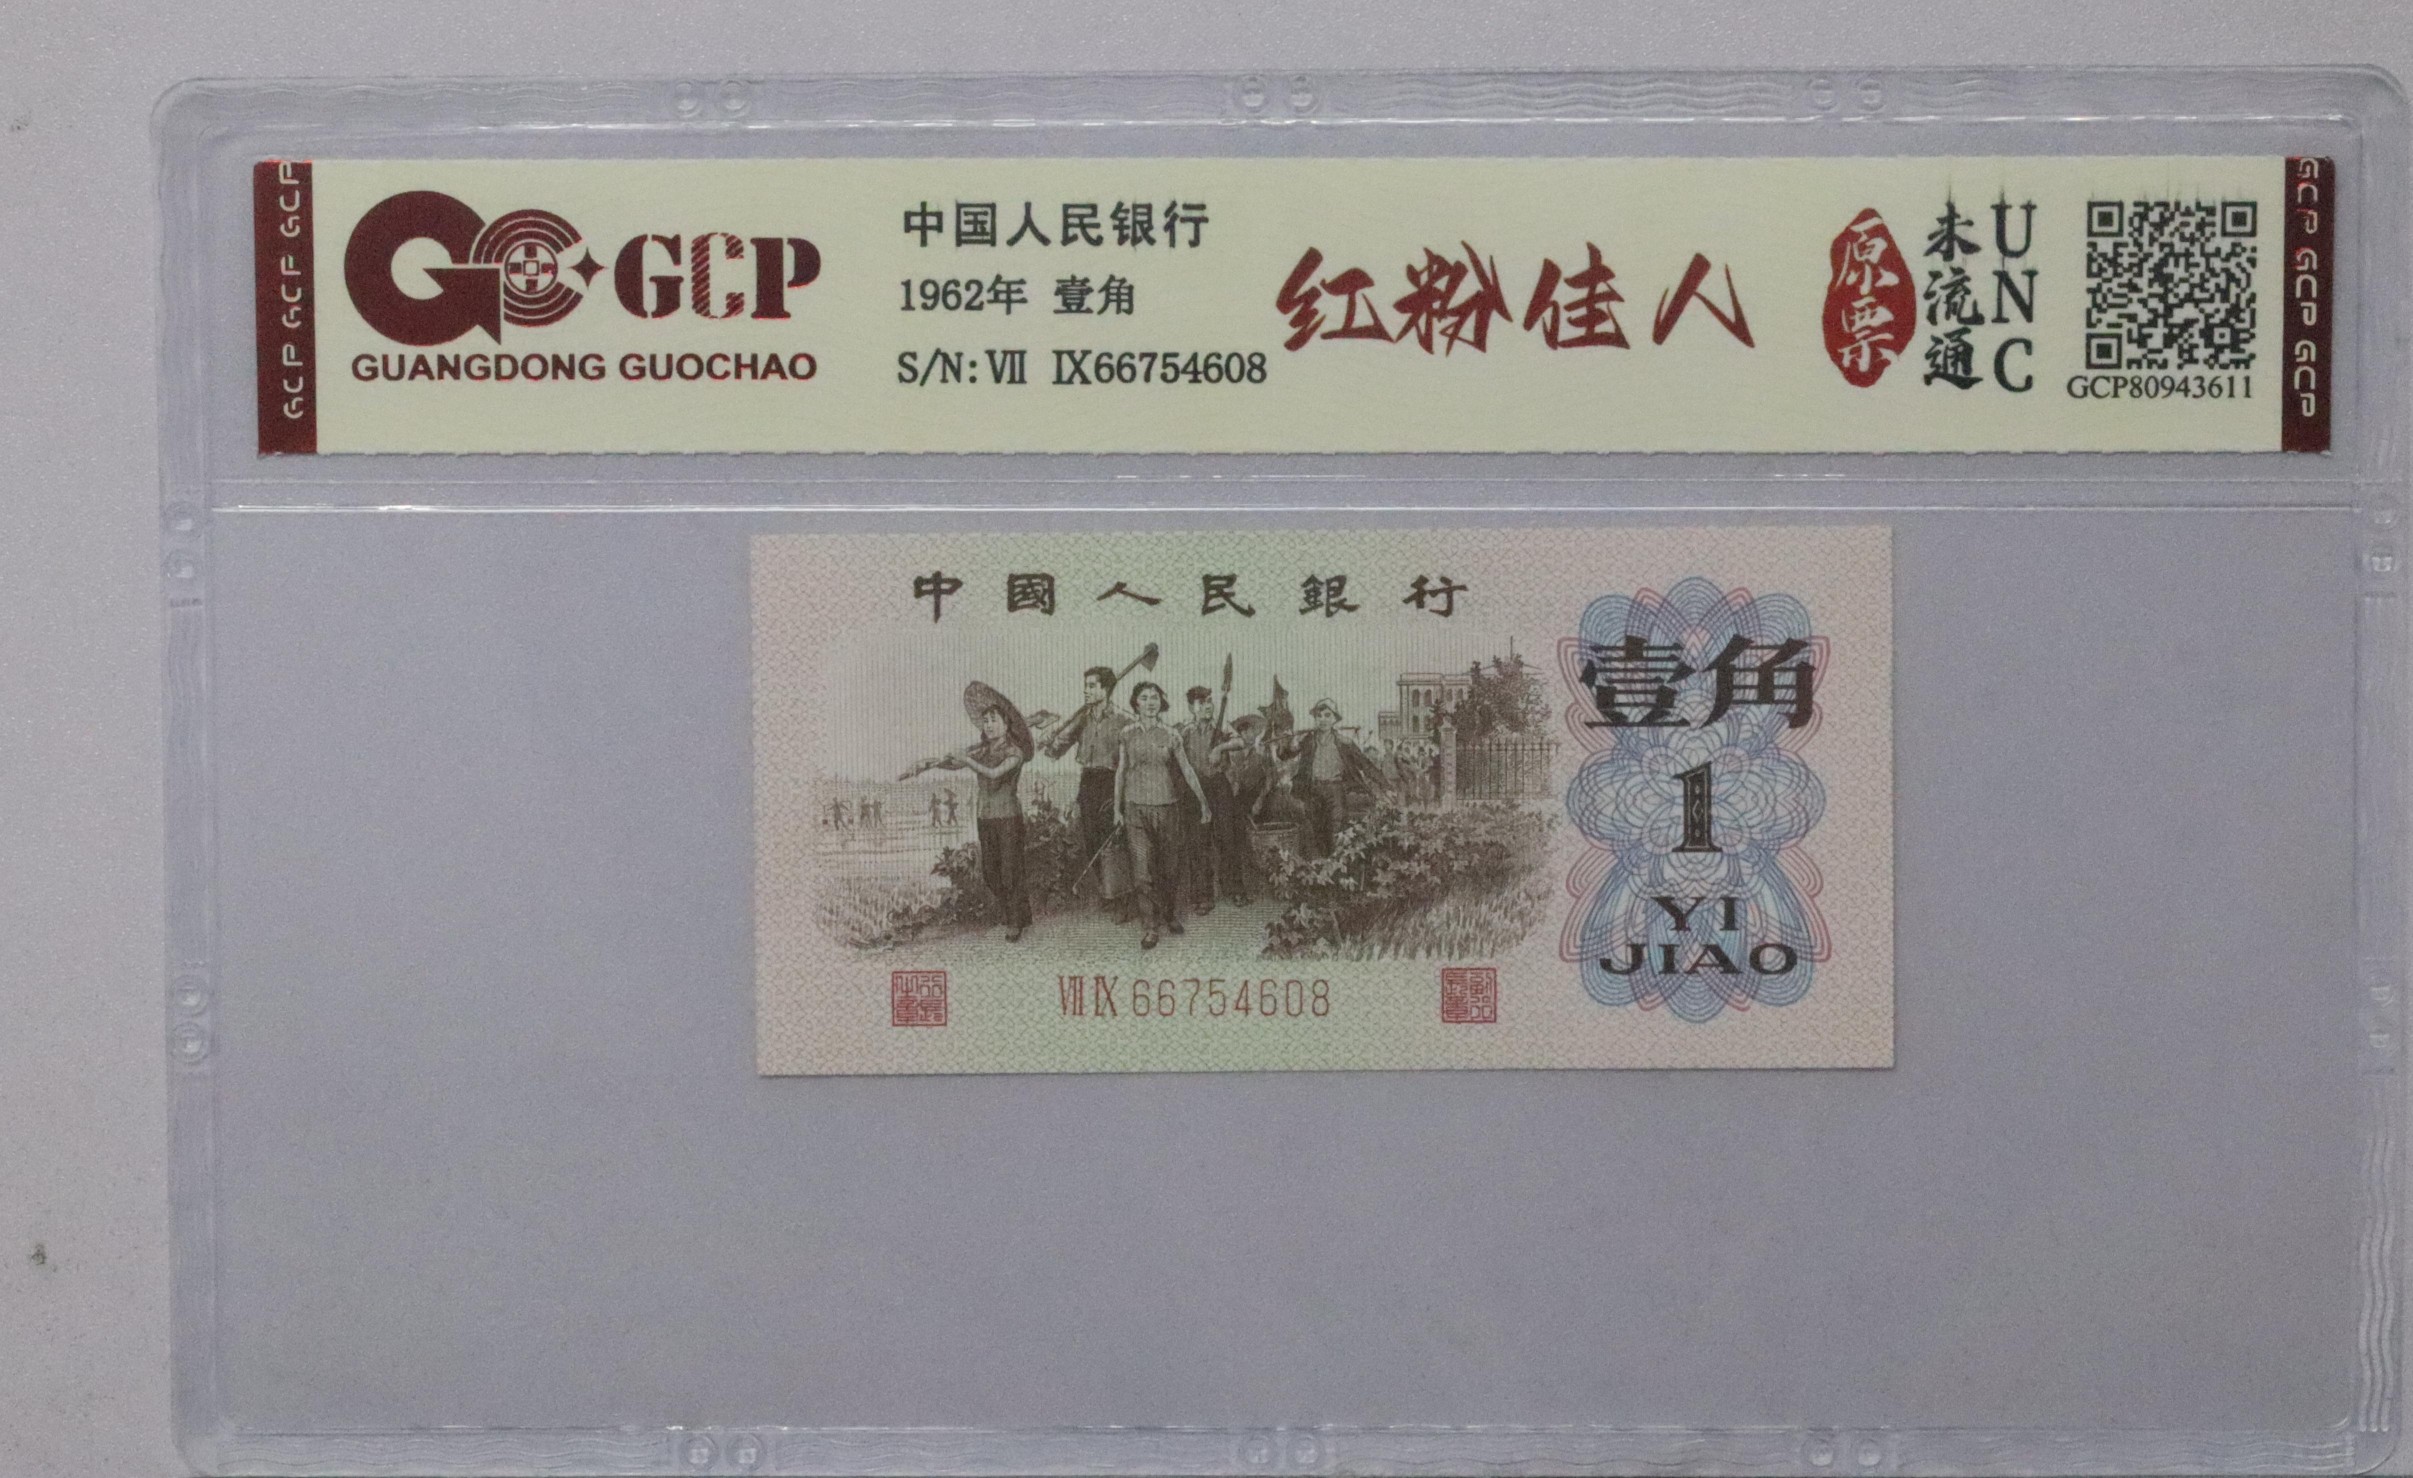 GCP GCP GCP
GCP
GUANGDONG GUOCHAO
中国人民银行
1962年 壹角
S/N: Ⅶ Ⅸ66754608
红粉佳人
原票
未流通
UNC
GCP80943611
GCP GCP GCP
中國人民銀行
壹角
1
YI
JIAO
Ⅶ Ⅸ 66754608